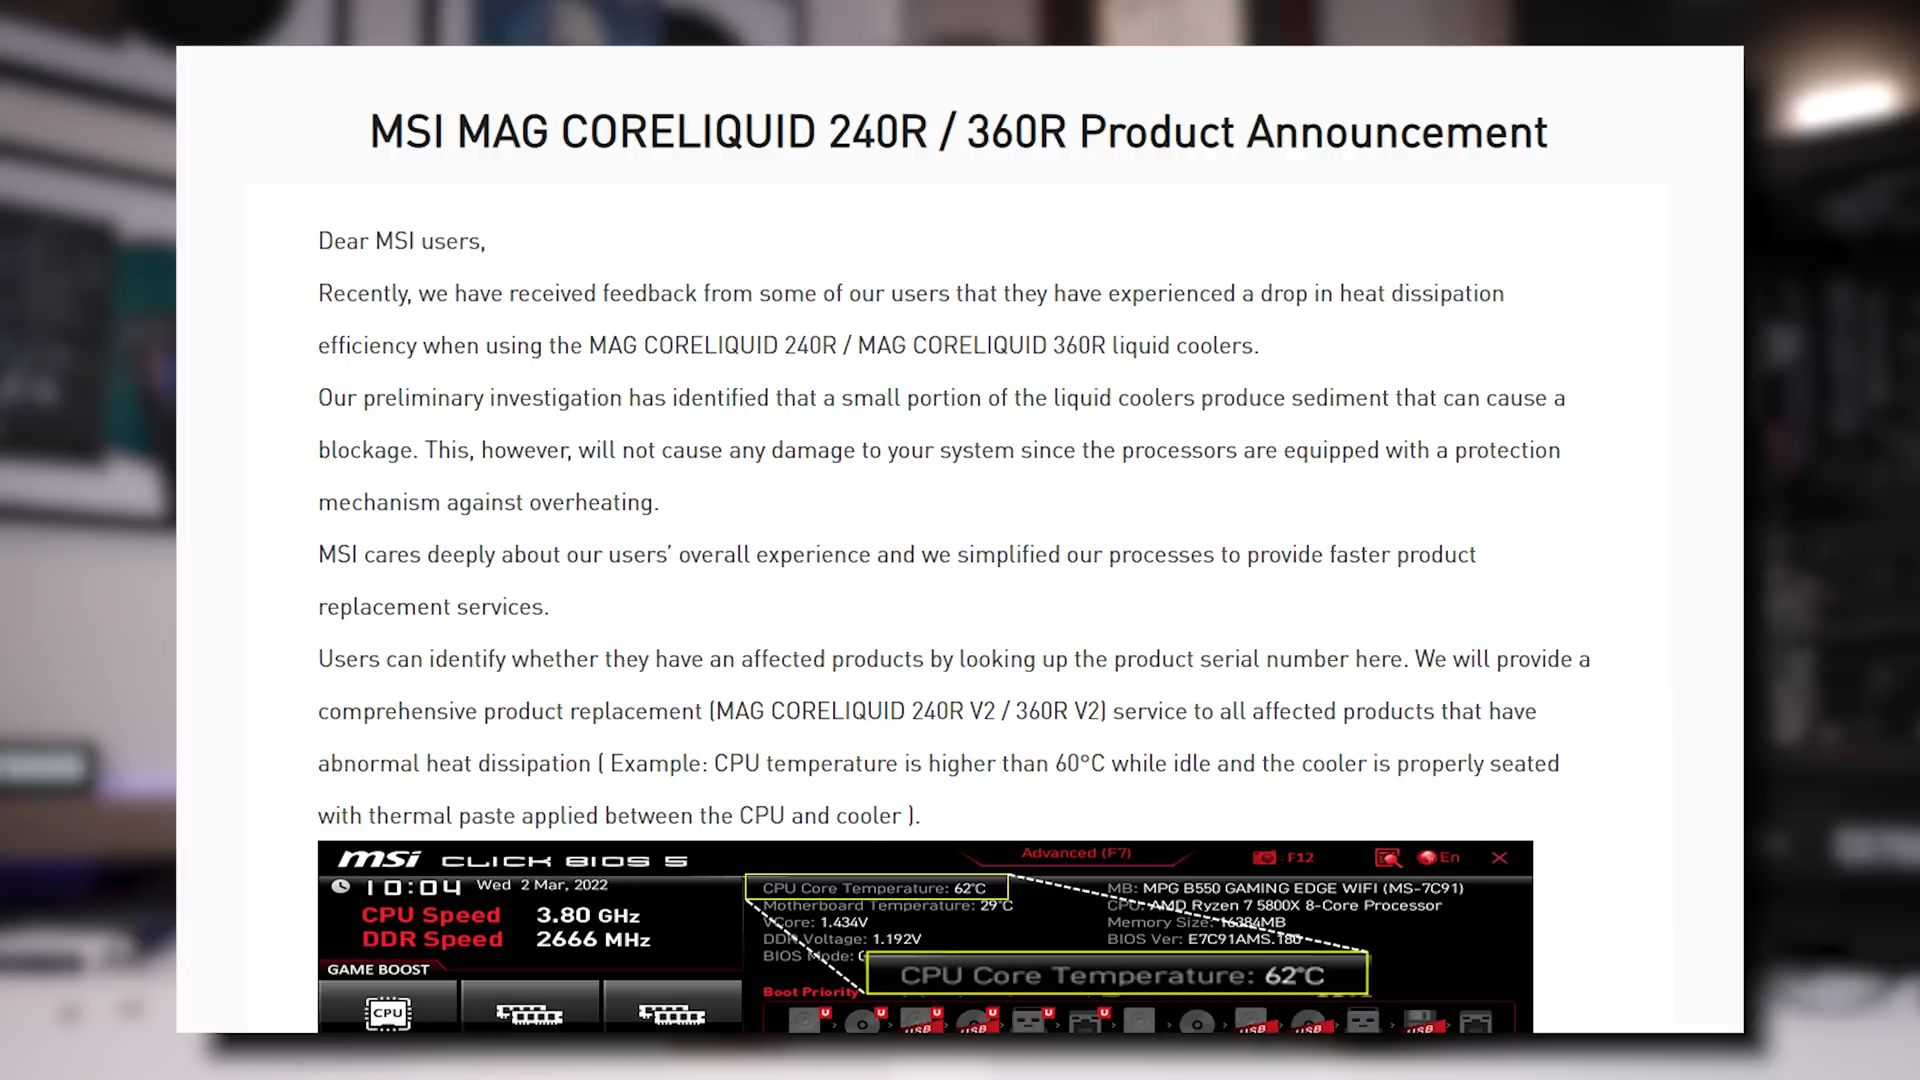 MSI MAG CORELIQUID 240R / 360R Product Announcement
Dear MSI users,
Recently, we have received feedback from some of our users that they have experienced a drop in heat dissipation
efficiency when using the MAG CORELIQUID 240R / MAG CORELIQUID 360R liquid coolers.
Our preliminary investigation has identified that a small portion of the liquid coolers produce sediment that can cause a
blockage. This, however, will not cause any damage to your system since the processors are equipped with a protection
mechanism against overheating.
MSI cares deeply about our users’ overall experience and we simplified our processes to provide faster product
replacement services.
Users can identify whether they have an affected products by looking up the product serial number here. We will provide a
comprehensive product replacement (MAG CORELIQUID 240R V2 / 360R V2) service to all affected products that have
abnormal heat dissipation ( Example: CPU temperature is higher than 60°C while idle and the cooler is properly seated
with thermal paste applied between the CPU and cooler ).
msi CLICK BIOS 5
Advanced (F7)
F12
En
10:04 Wed 2 Mar, 2022
CPU Speed 3.80 GHz
DDR Speed 2666 MHz
GAME BOOST
CPU
CPU Core Temperature: 62°C
Motherboard Temperature: 29°C
VCore: 1.434V
DDR Voltage: 1.192V
BIOS Mode:
MB: MPG B550 GAMING EDGE WIFI (MS-7C91)
CPU: AMD Ryzen 7 5800X 8-Core Processor
Memory Size: 16384MB
BIOS Ver: E7C91AMS.180
CPU Core Temperature: 62°C
Boot Priority
U U U U U U
USB USB USB USB USB